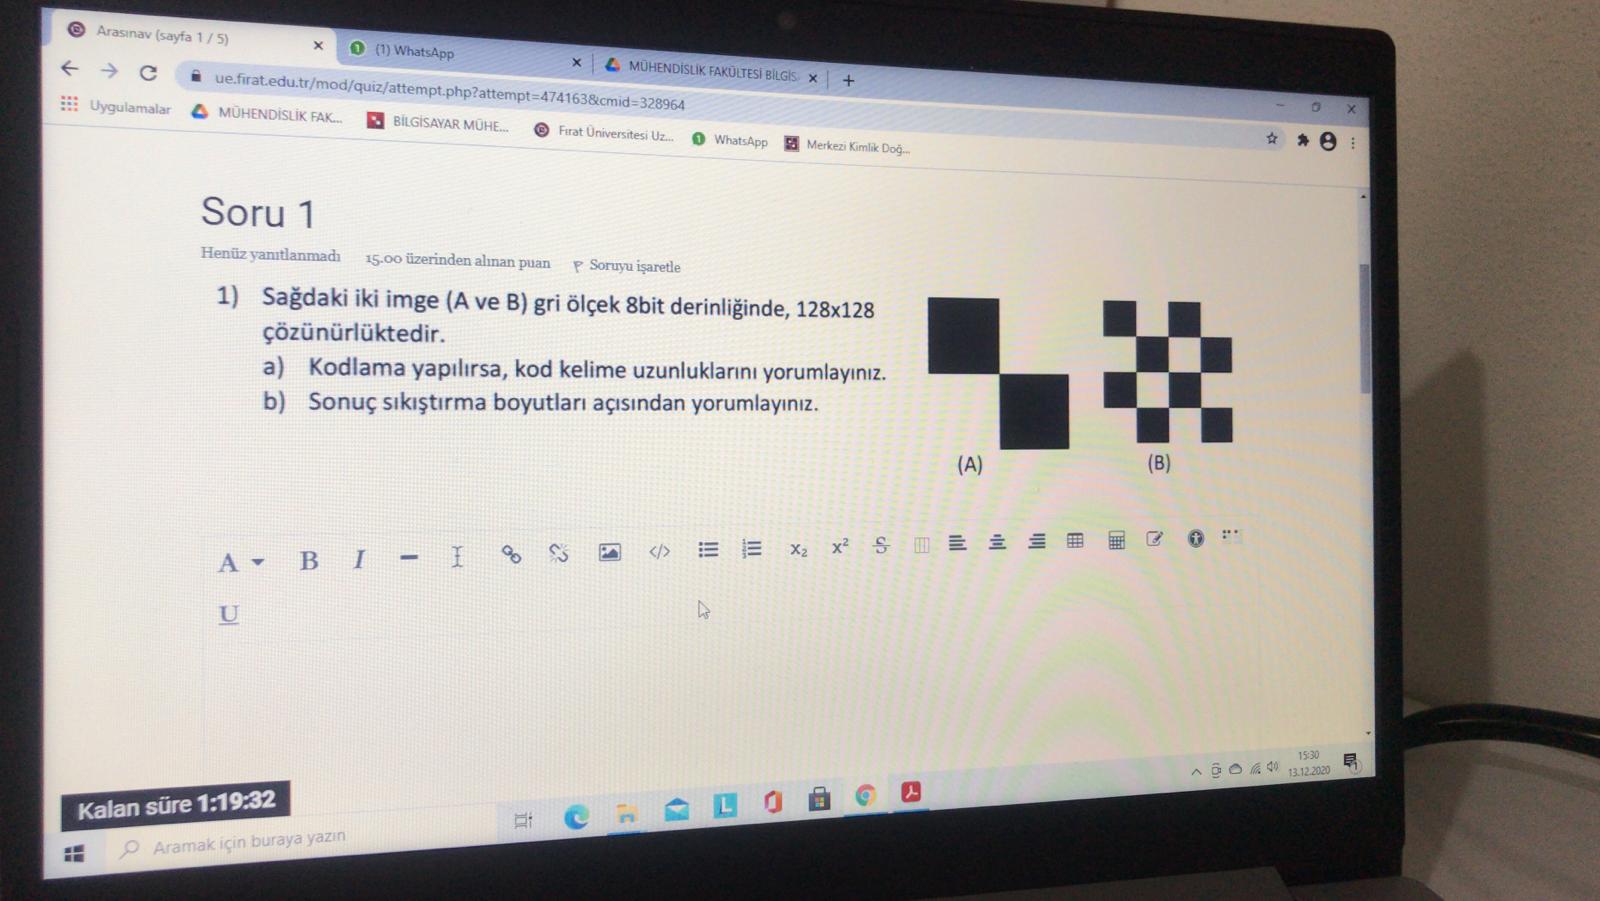 Arasınav (sayfa 1 / 5)
(1) WhatsApp
MÜHENDİSLİK FAKÜLTESİ BİLGİS
ue.firat.edu.tr/mod/quiz/attempt.php?attempt=474163&cmid=328964
Uygulamalar
MÜHENDİSLİK FAK...
BİLGİSAYAR MÜHE...
Fırat Üniversitesi Uz...
WhatsApp
Merkezi Kimlik Doğ...
Soru 1
Henüz yanıtlanmadı 15.00 üzerinden alınan puan Soruyu işaretle
1) Sağdaki iki imge (A ve B) gri ölçek 8bit derinliğinde, 128x128
çözünürlüktedir.
a) Kodlama yapılırsa, kod kelime uzunluklarını yorumlayınız.
b) Sonuç sıkıştırma boyutları açısından yorumlayınız.
(A) (B)
A B I </> X₂ X² S
U
Kalan süre 1:19:32
Aramak için buraya yazın
15:30
13.12.2020